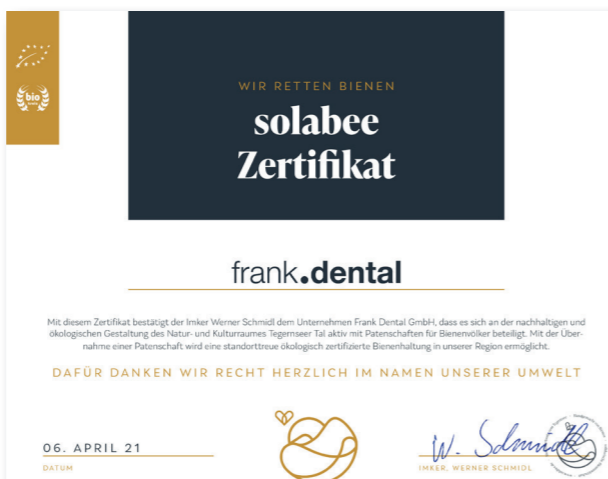 bio
WIR RETTEN BIENEN
solabee
Zertifikat
frank.dental
Mit diesem Zertifikat bestätigt der Imker Werner Schmidl dem Unternehmen Frank Dental GmbH, dass es sich an der nachhaltigen und
ökologischen Gestaltung des Natur- und Kulturraumes Tegernseer Tal aktiv mit Patenschaften für Bienenvölker beteiligt. Mit der Über-
nahme einer Patenschaft wird eine standorttreue ökologisch zertifizierte Bienenhaltung in unserer Region ermöglicht.
DAFÜR DANKEN WIR RECHT HERZLICH IM NAMEN UNSERER UMWELT
06. APRIL 21
DATUM
W. Schmidl
IMKER, WERNER SCHMIDL